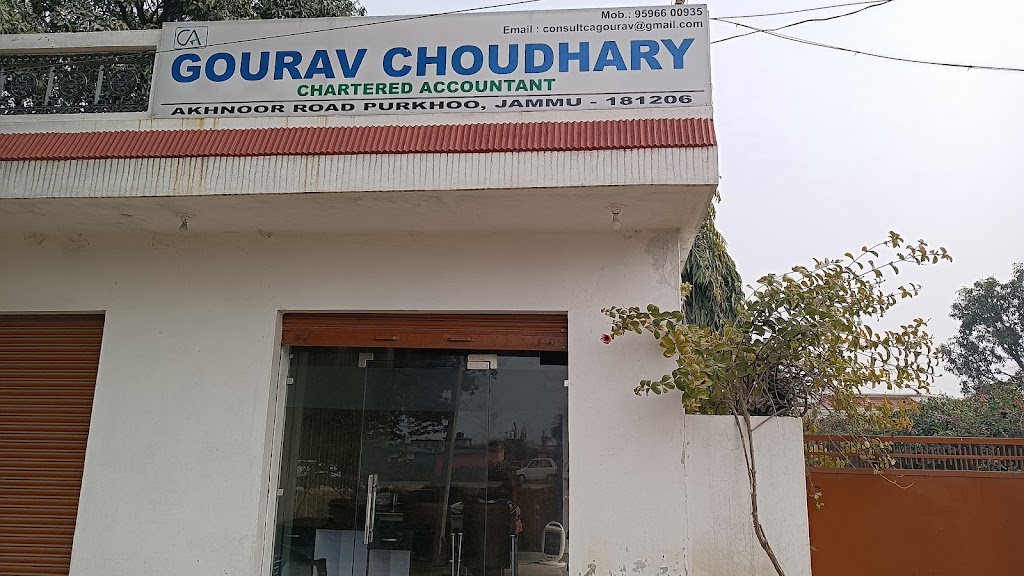 Mob.: 95966 00935
Email : consultcagourav@gmail.com
CA
GOURAV CHOUDHARY
CHARTERED ACCOUNTANT
AKHNOOR ROAD PURKHOO, JAMMU - 181206